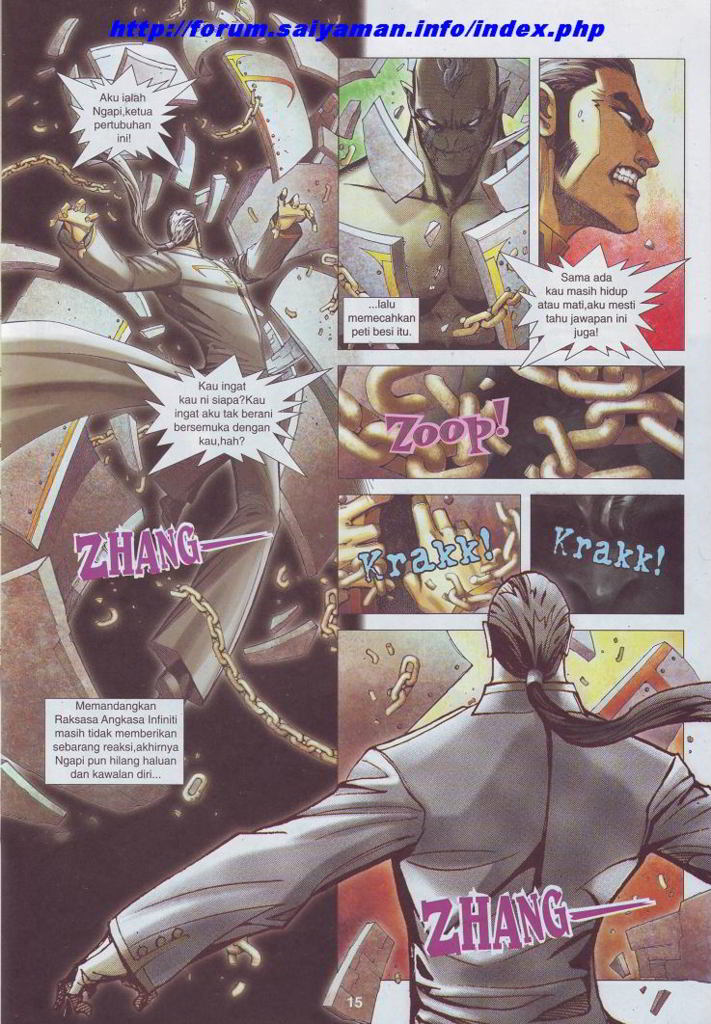 http://forum.saiyaman.info/index.php
Aku ialah
Ngapi,ketua
pertubuhan
ini!
Kau ingat
kau ni siapa?Kau
ingat aku tak berani
bersemuka dengan
kau,hah?
ZHANG
Memandangkan
Raksasa Angkasa Infiniti
masih tidak memberikan
sebarang reaksi,akhirnya
Ngapi pun hilang haluan
dan kawalan diri...
...lalu
memecahkan
peti besi itu.
Sama ada
kau masih hidup
atau mati,aku mesti
tahu jawapan ini
juga!
Zoop!
Krakk!
Krakk!
ZHANG
15